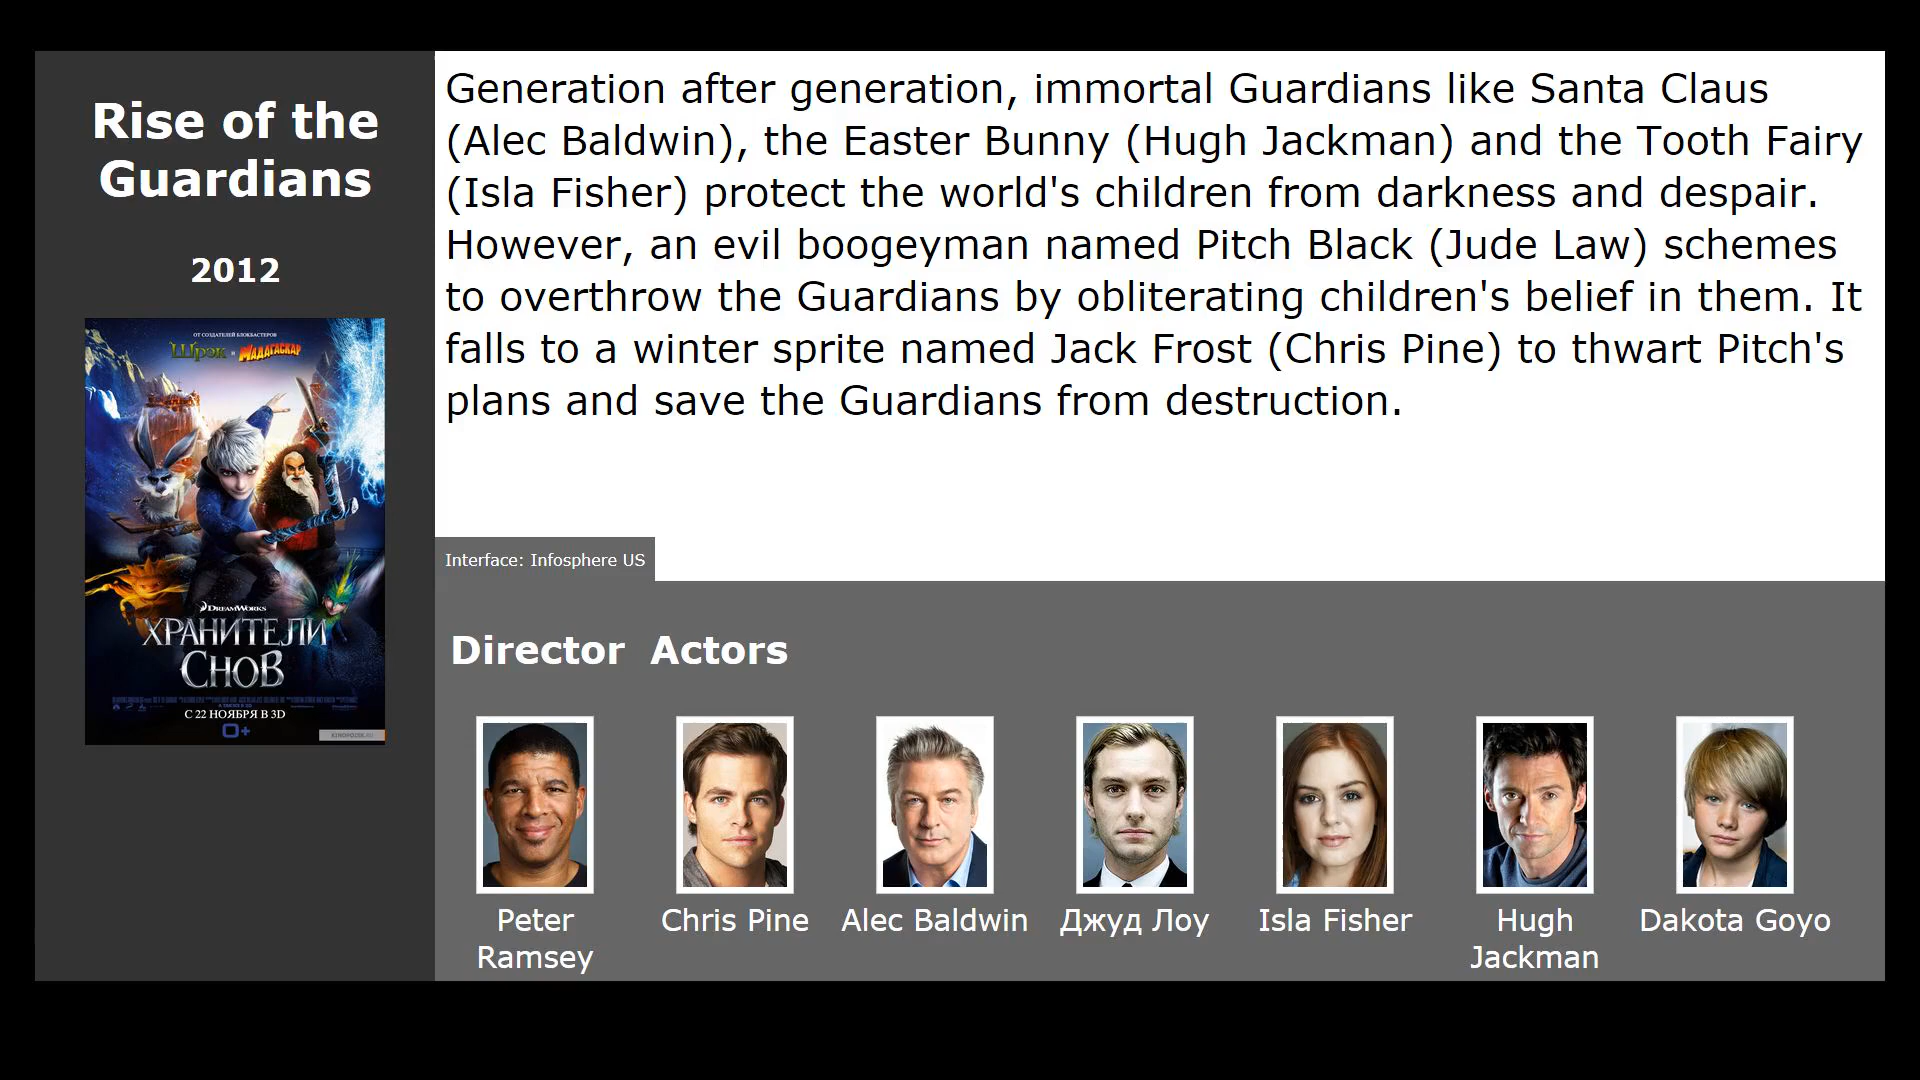 Rise of the
Guardians
2012
ОТ СОЗДАТЕЛЕЙ БЛОКБАСТЕРОВ
Шрэк и МАДАГАСКАР
DREAMWORKS
ХРАНИТЕЛИ
СНОВ
С 22 НОЯБРЯ В 3D
0+
KINOPOISK.RU
Generation after generation, immortal Guardians like Santa Claus
(Alec Baldwin), the Easter Bunny (Hugh Jackman) and the Tooth Fairy
(Isla Fisher) protect the world's children from darkness and despair.
However, an evil boogeyman named Pitch Black (Jude Law) schemes
to overthrow the Guardians by obliterating children's belief in them. It
falls to a winter sprite named Jack Frost (Chris Pine) to thwart Pitch's
plans and save the Guardians from destruction.
Interface: Infosphere US
Director Actors
Peter
Ramsey
Chris Pine
Alec Baldwin
Джуд Лоу
Isla Fisher
Hugh
Jackman
Dakota Goyo